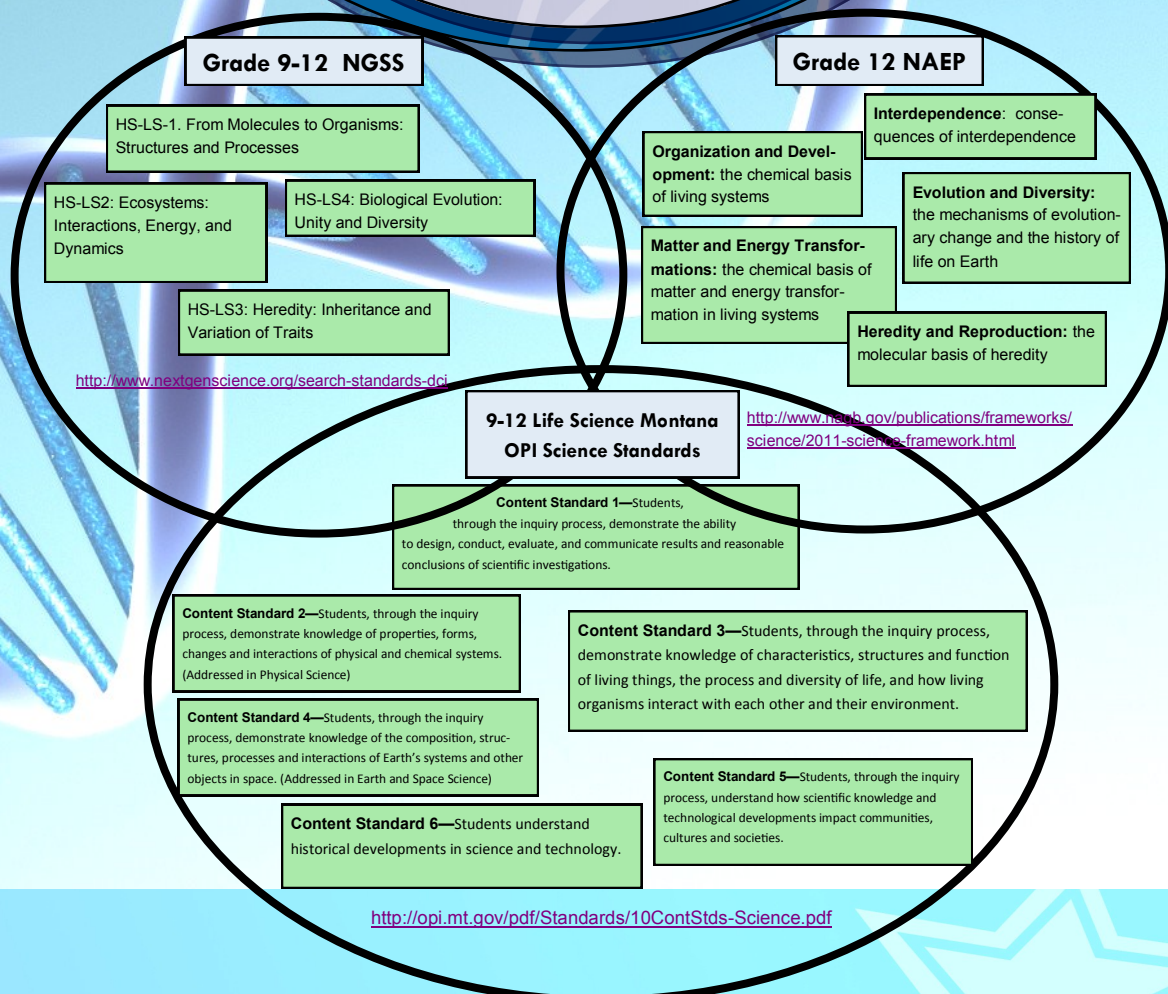 Grade 9-12 NGSS
HS-LS-1. From Molecules to Organisms:
Structures and Processes
HS-LS2: Ecosystems:
Interactions, Energy, and
Dynamics
HS-LS4: Biological Evolution:
Unity and Diversity
HS-LS3: Heredity: Inheritance and
Variation of Traits
http://www.nextgenscience.org/search-standards-dci
Grade 12 NAEP
Interdependence: conse-
quences of interdependence
Organization and Devel-
opment: the chemical basis
of living systems
Evolution and Diversity:
the mechanisms of evolution-
ary change and the history of
life on Earth
Matter and Energy Transfor-
mations: the chemical basis of
matter and energy transfor-
mation in living systems
Heredity and Reproduction: the
molecular basis of heredity
http://www.nagb.gov/publications/frameworks/
science/2011-science-framework.html
9-12 Life Science Montana
OPI Science Standards
Content Standard 1—Students,
through the inquiry process, demonstrate the ability
to design, conduct, evaluate, and communicate results and reasonable
conclusions of scientific investigations.
Content Standard 2—Students, through the inquiry
process, demonstrate knowledge of properties, forms,
changes and interactions of physical and chemical systems.
(Addressed in Physical Science)
Content Standard 3—Students, through the inquiry process,
demonstrate knowledge of characteristics, structures and function
of living things, the process and diversity of life, and how living
organisms interact with each other and their environment.
Content Standard 4—Students, through the inquiry
process, demonstrate knowledge of the composition, struc-
tures, processes and interactions of Earth's systems and other
objects in space. (Addressed in Earth and Space Science)
Content Standard 5—Students, through the inquiry
process, understand how scientific knowledge and
technological developments impact communities,
cultures and societies.
Content Standard 6—Students understand
historical developments in science and technology.
http://opi.mt.gov/pdf/Standards/10ContStds-Science.pdf